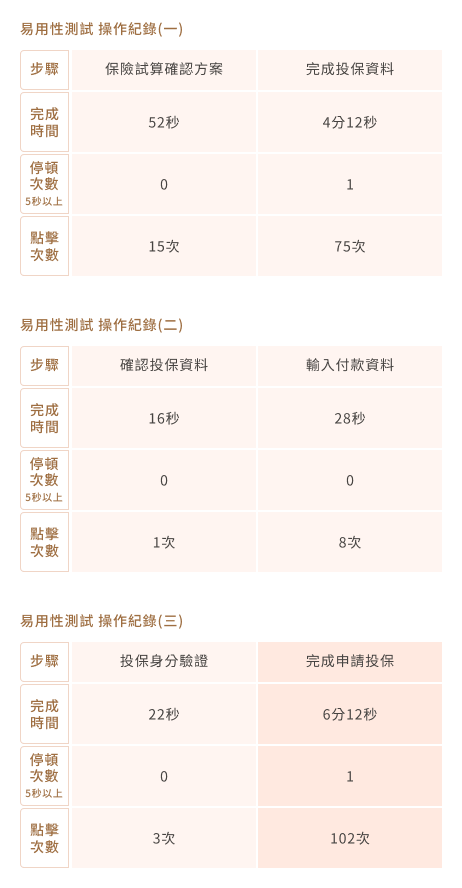 易用性測試 操作紀錄(一)
步驟 保險試算確認方案 完成投保資料
完成
時間 52秒 4分12秒
停頓
次數
5秒以上 0 1
點擊
次數 15次 75次
易用性測試 操作紀錄(二)
步驟 確認投保資料 輸入付款資料
完成
時間 16秒 28秒
停頓
次數
5秒以上 0 0
點擊
次數 1次 8次
易用性測試 操作紀錄(三)
步驟 投保身分驗證 完成申請投保
完成
時間 22秒 6分12秒
停頓
次數
5秒以上 0 1
點擊
次數 3次 102次